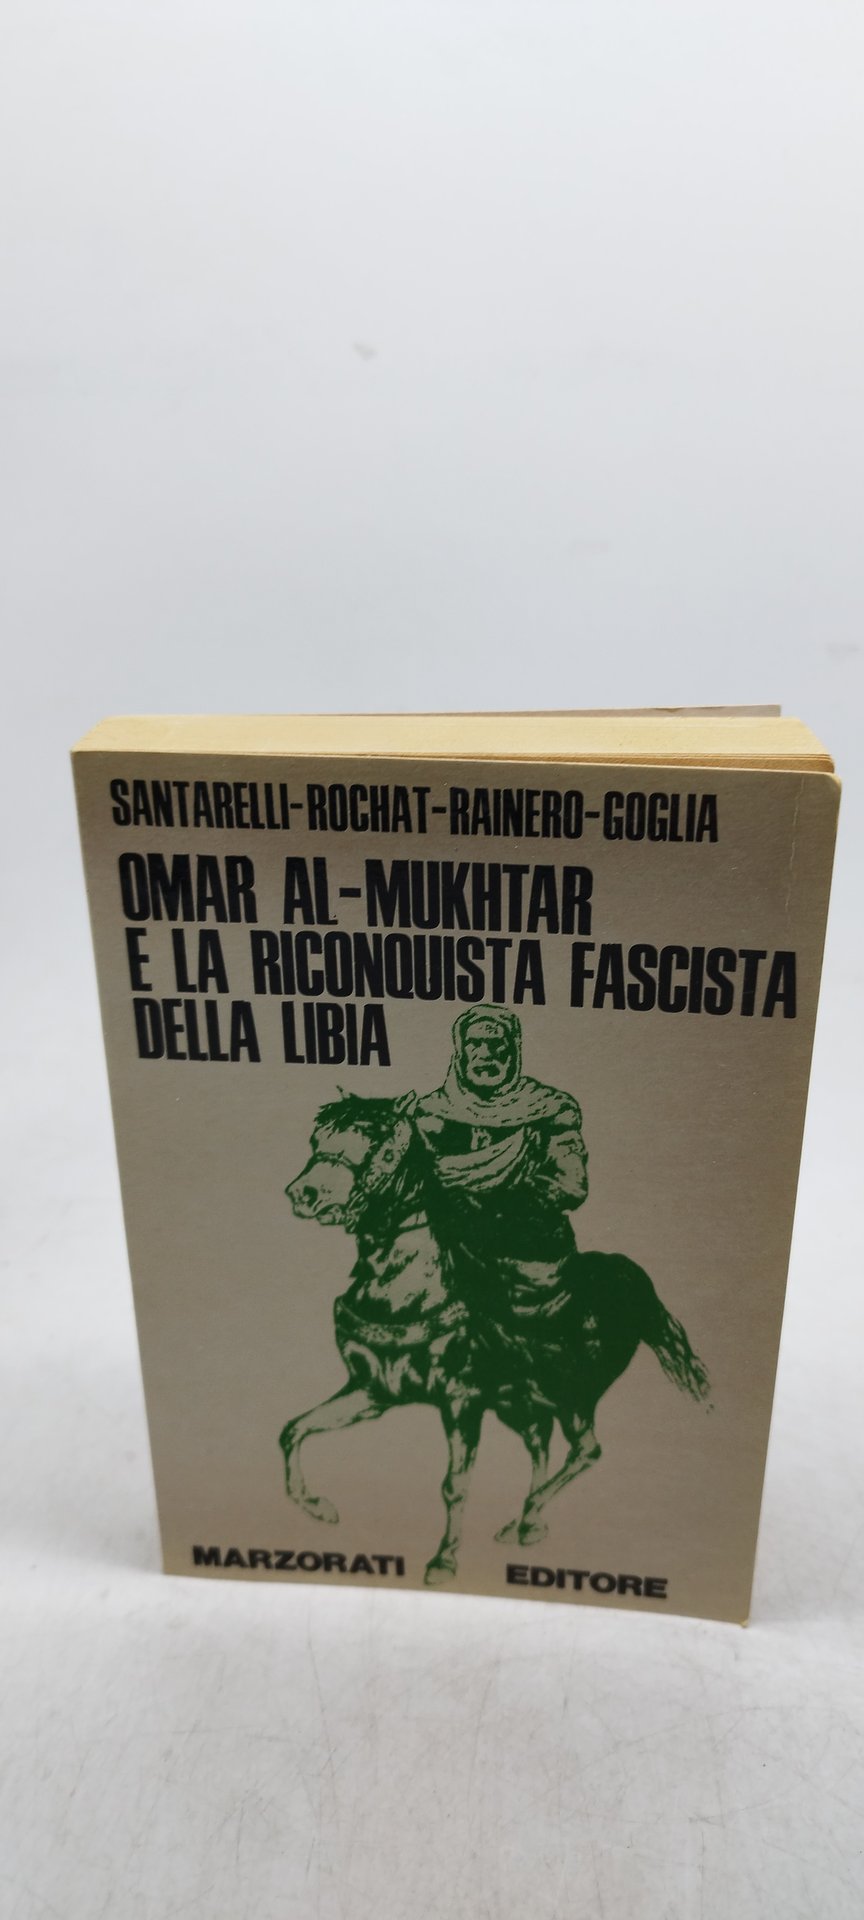 SANTARELLI-ROCHAT-RAINERO-GOGLIA
OMAR AL-MUKHTAR
E LA RICONQUISTA FASCISTA
DELLA LIBIA
MARZORATI EDITORE